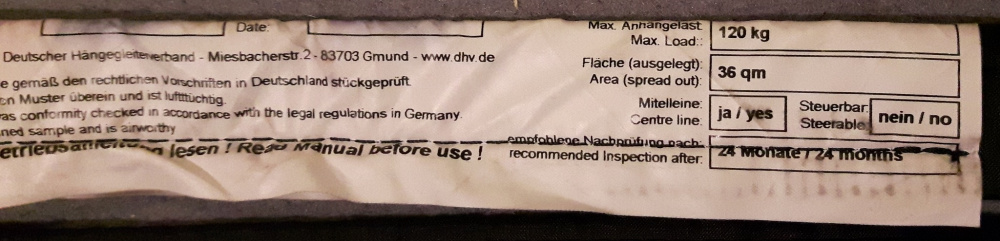 Date:
Deutscher Hängegleiterverband - Miesbacherstr.2 - 83703 Gmund - www.dhv.de
e gemäß den rechtlichen Vorschriften in Deutschland stückgeprüft
en Muster überein und ist lufttüchtig.
as conformity checked in accordance with the legal regulations in Germany.
ned sample and is airworthy
lesen ! Read Manual before use !
Max. Anhängelast
Max. Load:
120 kg
Fläche (ausgelegt):
Area (spread out):
36 qm
Mitelleine:
Centre line:
ja / yes
Steuerbar:
Steerable:
nein / no
empfohlene Nachprüfung nach:
recommended Inspection after:
24 Monate / 24 months